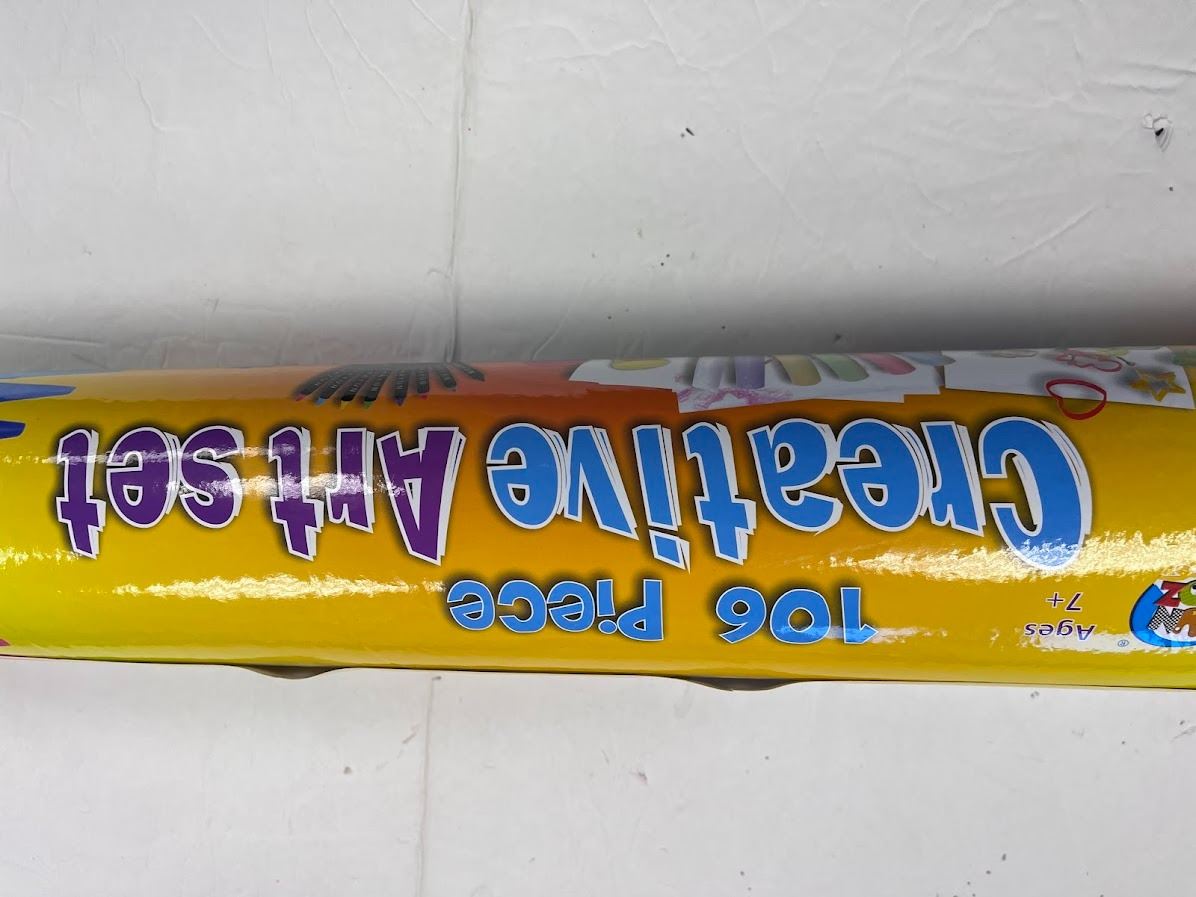 Ages
7+
106 Piece
Creative Art set